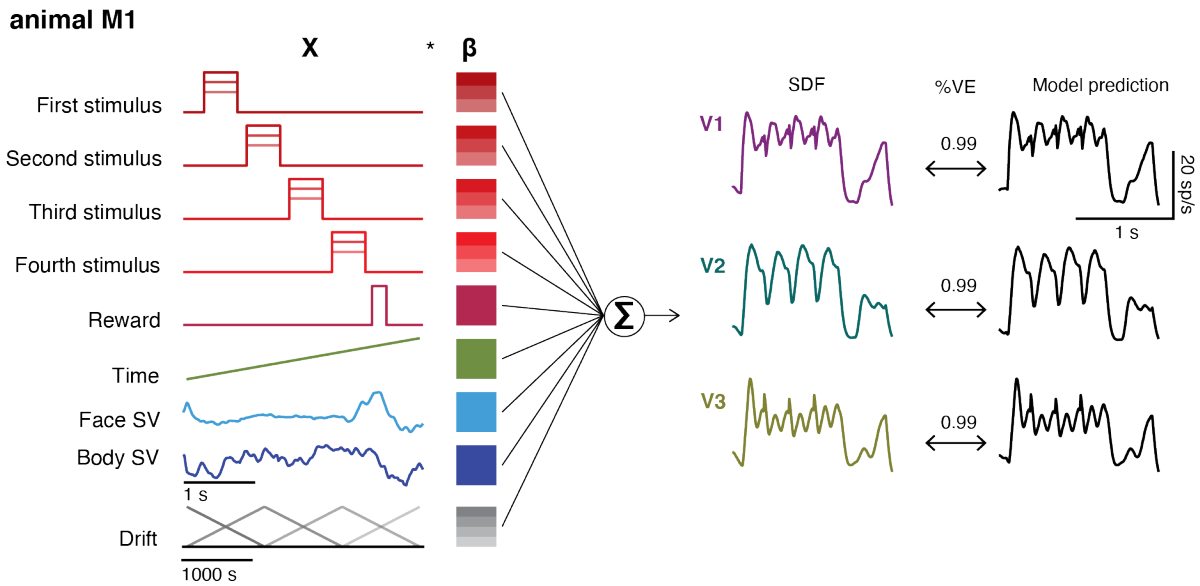 animal M1
X * β
First stimulus
Second stimulus
Third stimulus
Fourth stimulus
Reward
Time
Face SV
Body SV
1 s
Drift
1000 s
Σ
SDF %VE Model prediction
V1 0.99
20 sp/s
1 s
V2 0.99
V3 0.99